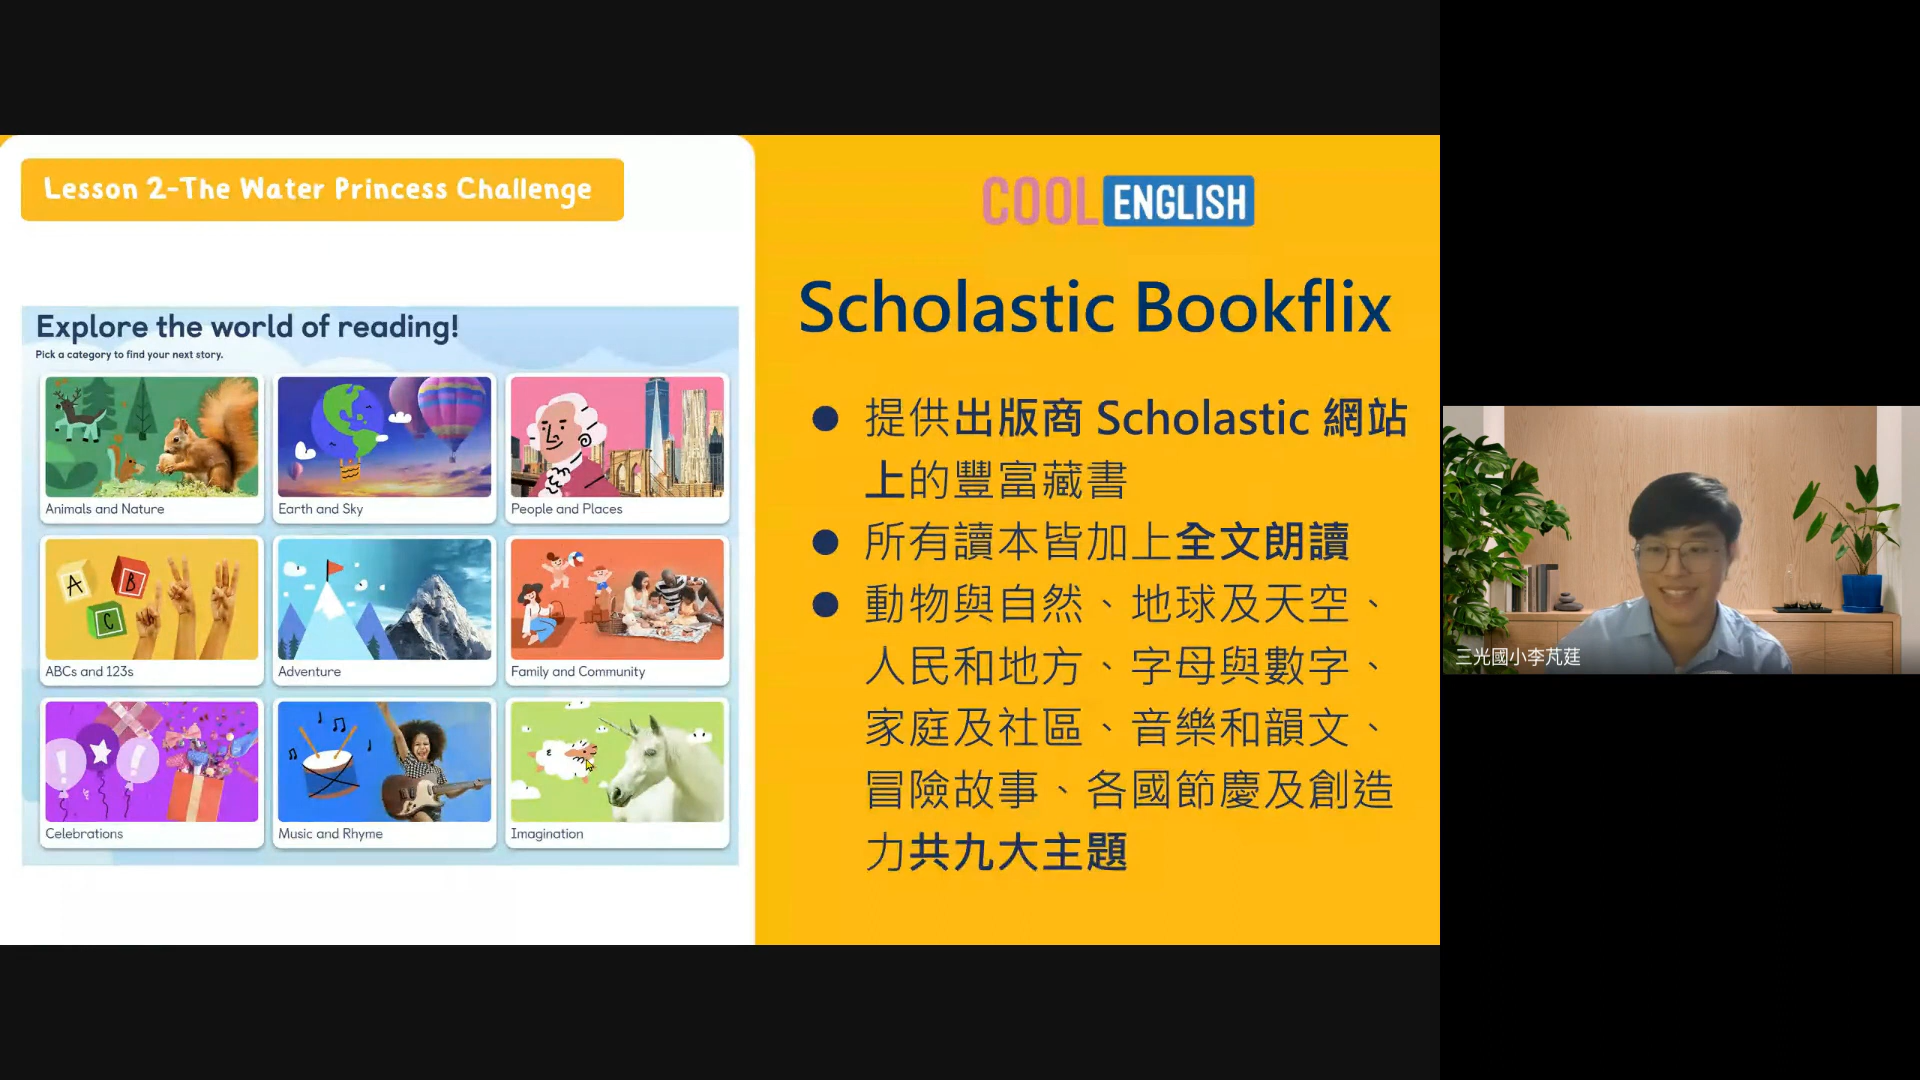 Lesson 2-The Water Princess Challenge
Explore the world of reading!
Pick a category to find your next story.
Animals and Nature
Earth and Sky
People and Places
A
B
C
ABCs and 123s
Adventure
Family and Community
Celebrations
Music and Rhyme
Imagination
COOL ENGLISH
Scholastic Bookflix
● 提供出版商 Scholastic 網站
上的豐富藏書
● 所有讀本皆加上全文朗讀
● 動物與自然、地球及天空、
人民和地方、字母與數字、
家庭及社區、音樂和韻文、
冒險故事、各國節慶及創造
力共九大主題
三光國小李芃莛